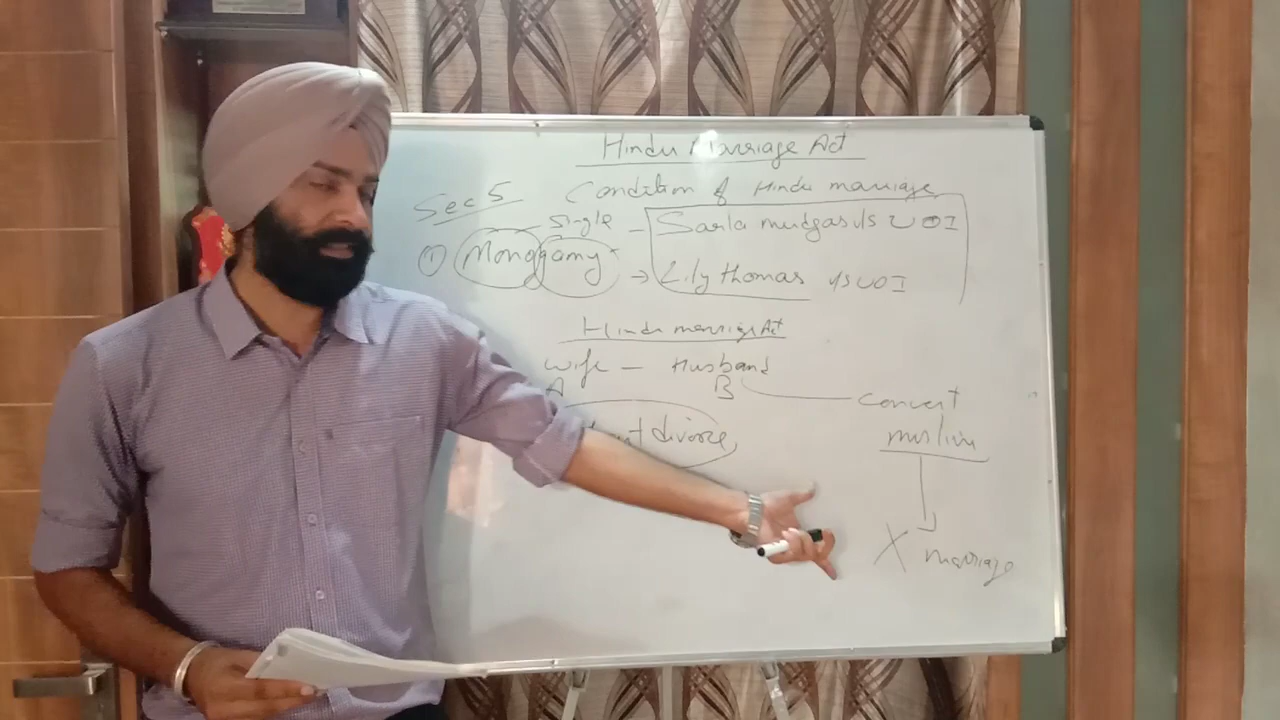 Hindu Marriage Act
Sec 5 Condition of Hindu marriage
single - Sarla mudgal vs UOI
① Monogamy → Lily thomas vs UOI
Hindu marriage Act
wife - Husband
A B convert
divorce muslim
X marriage